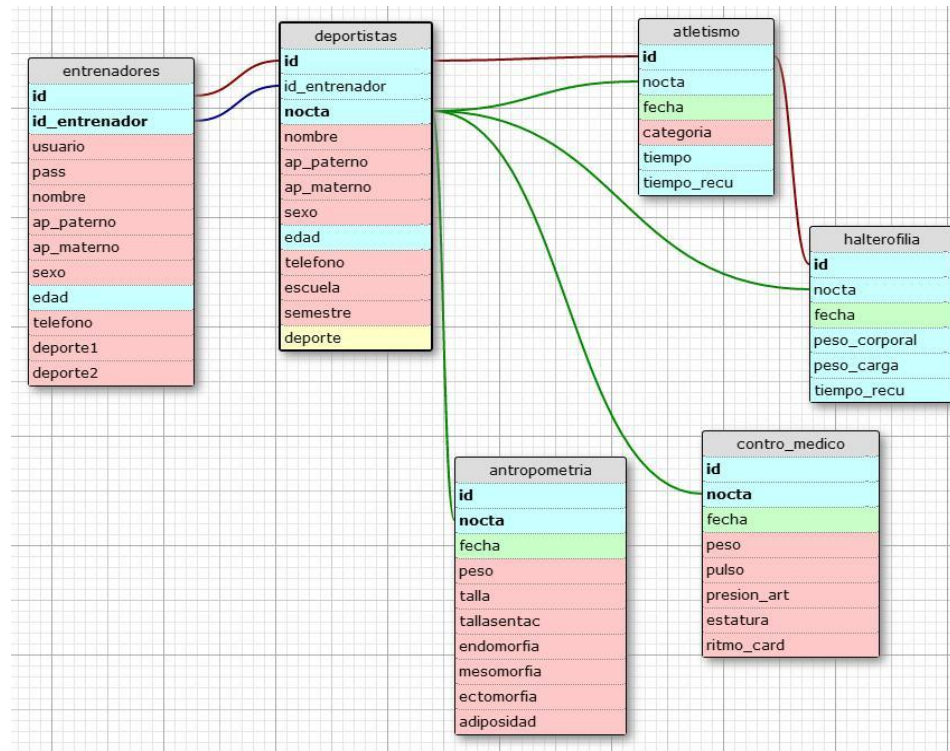 entrenadores
id
id_entrenador
usuario
pass
nombre
ap_paterno
ap_materno
sexo
edad
telefono
deporte1
deporte2
deportistas
id
id_entrenador
nocta
nombre
ap_paterno
ap_materno
sexo
edad
telefono
escuela
semestre
deporte
atletismo
id
nocta
fecha
categoria
tiempo
tiempo_recu
halterofilia
id
nocta
fecha
peso_corporal
peso_carga
tiempo_recu
antropometria
id
nocta
fecha
peso
talla
tallasentac
endomorfia
mesomorfia
ectomorfia
adiposidad
contro_medico
id
nocta
fecha
peso
pulso
presion_art
estatura
ritmo_card